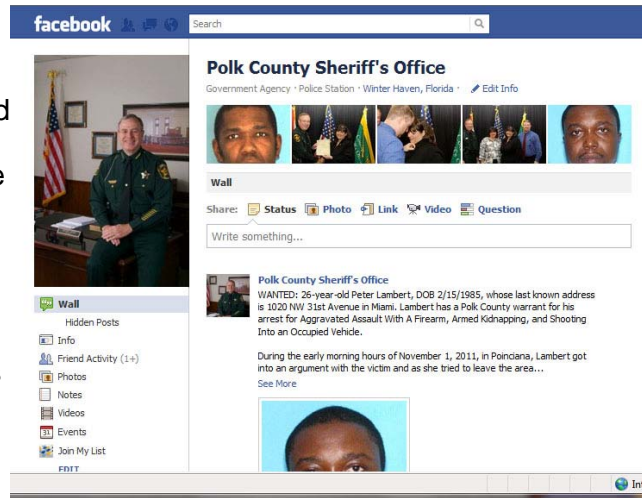 facebook
Search
Polk County Sheriff's Office
Government Agency · Police Station · Winter Haven, Florida · Edit Info
Wall
Share: Status Photo Link Video Question
Write something...
Polk County Sheriff's Office
WANTED: 26-year-old Peter Lambert, DOB 2/15/1985, whose last known address
is 1020 NW 31st Avenue in Miami. Lambert has a Polk County warrant for his
arrest for Aggravated Assault With A Firearm, Armed Kidnapping, and Shooting
Into an Occupied Vehicle.
During the early morning hours of November 1, 2011, in Poinciana, Lambert got
into an argument with the victim and as she tried to leave the area...
See More
Wall
Hidden Posts
Info
Friend Activity (1+)
Photos
Notes
Videos
31 Events
Join My List
EDIT